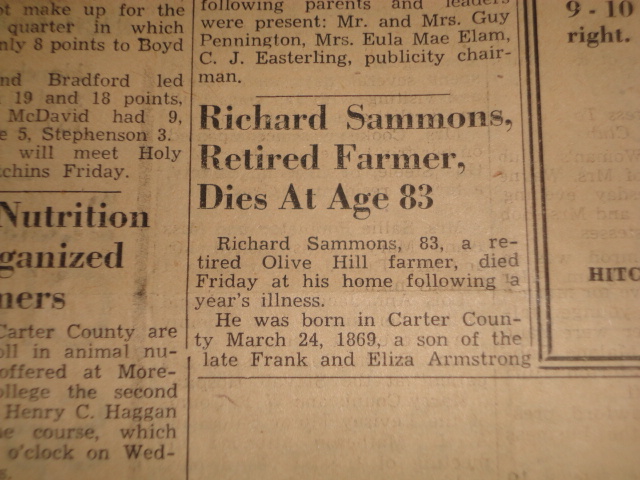 ot make up for the
quarter in which
nly 8 points to Boyd
nd Bradford led
19 and 18 points,
McDavid had 9,
e 5, Stephenson 3.
will meet Holy
tchins Friday.
Nutrition
ganized
ners
Carter County are
oll in animal nu-
offered at More-
ollege the second
Henry C. Haggan
e course, which
o'clock on Wed-
s.
following parents and leaders
were present: Mr. and Mrs. Guy
Pennington, Mrs. Eula Mae Elam,
C. J. Easterling, publicity chair-
man.
Richard Sammons,
Retired Farmer,
Dies At Age 83
Richard Sammons, 83, a re-
tired Olive Hill farmer, died
Friday at his home following a
year's illness.
He was born in Carter Coun-
ty March 24, 1869, a son of the
late Frank and Eliza Armstrong
9 - 10
right.
HITC